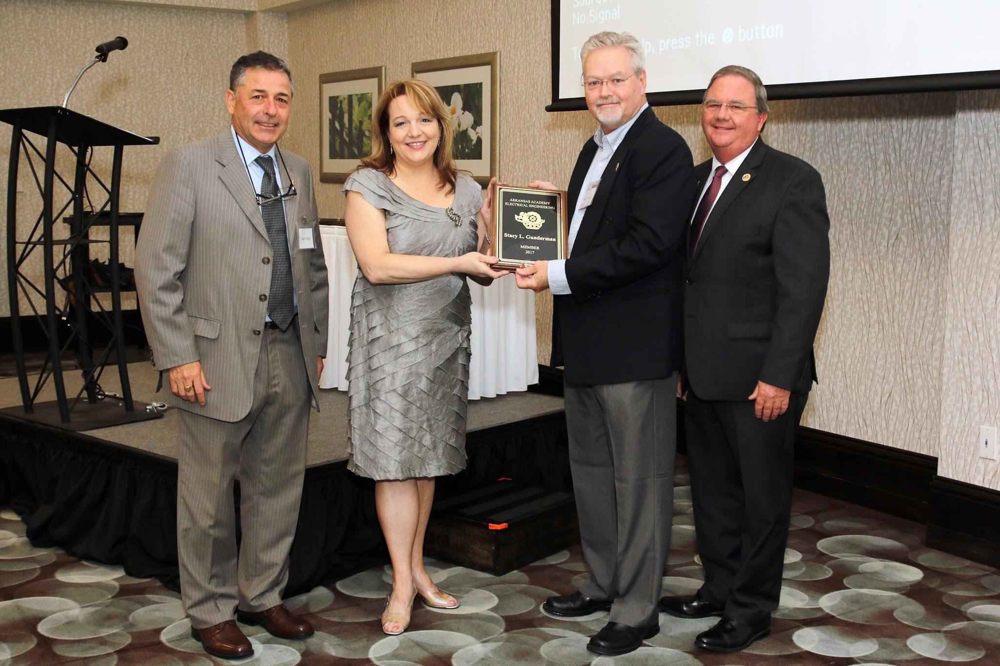 No Signal
press the ? button
ARKANSAS ACADEMY
ELECTRICAL ENGINEERING
Stacy L. Gunderman
MEMBER
2017